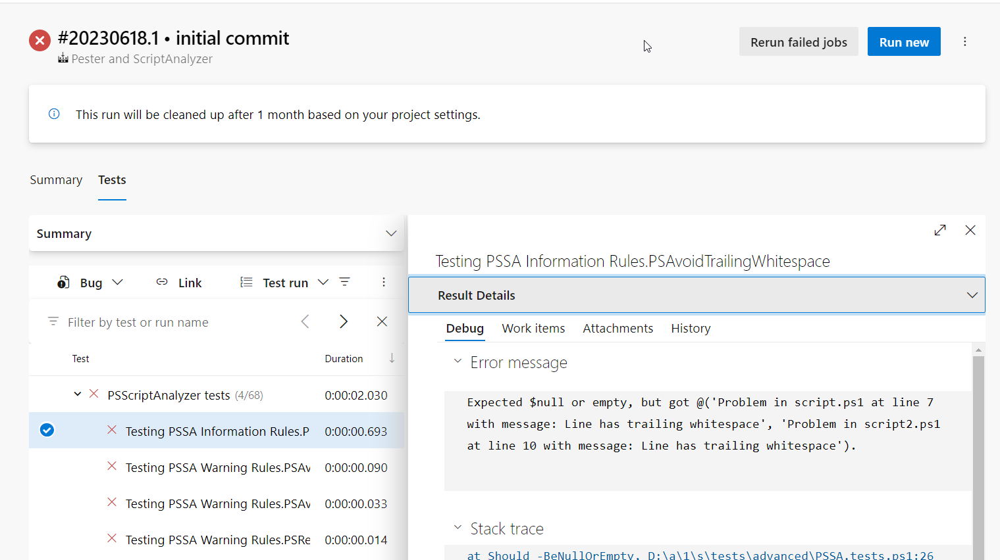 #20230618.1 • initial commit
Pester and ScriptAnalyzer
Rerun failed jobs
Run new
This run will be cleaned up after 1 month based on your project settings.
Summary
Tests
Summary
Bug
Link
Test run
Filter by test or run name
Test
Duration
PSScriptAnalyzer tests (4/68)
0:00:02.030
Testing PSSA Information Rules.P
0:00:00.693
Testing PSSA Warning Rules.PSAv
0:00:00.090
Testing PSSA Warning Rules.PSAv
0:00:00.033
Testing PSSA Warning Rules.PSRe
0:00:00.014
Testing PSSA Information Rules.PSAvoidTrailingWhitespace
Result Details
Debug
Work items
Attachments
History
Error message
Expected $null or empty, but got @('Problem in script.ps1 at line 7
with message: Line has trailing whitespace', 'Problem in script2.ps1
at line 10 with message: Line has trailing whitespace').
Stack trace
at Should -BeNullOrEmpty, D:\a\1\s\tests\advanced\PSSA.tests.ps1:26